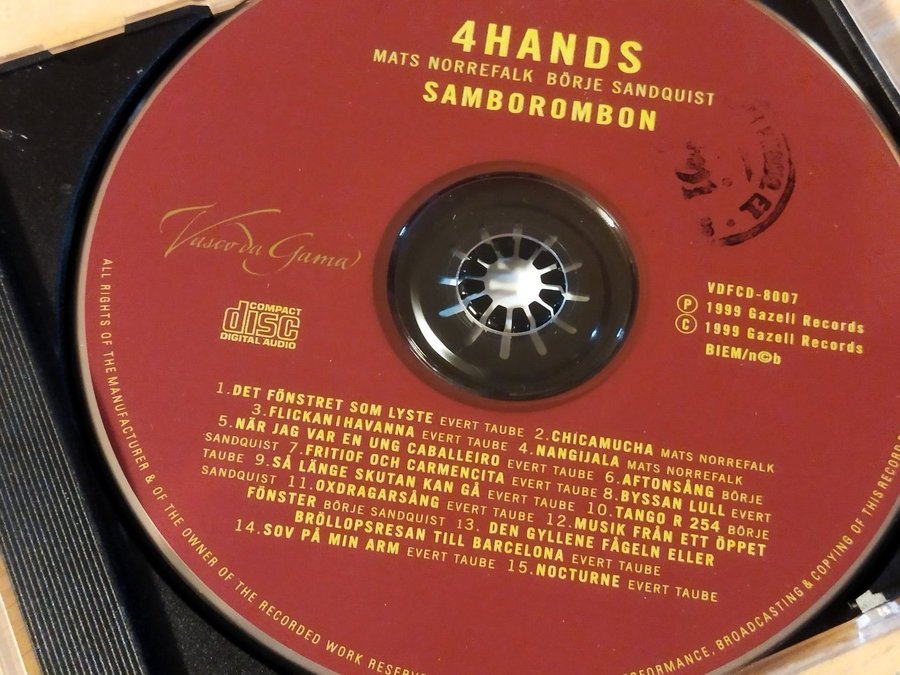 4HANDS
MATS NORREFALK BÖRJE SANDQUIST
SAMBOROMBON
Vasco da Gama
COMPACT
disc
DIGITAL AUDIO
VDFCD-8007
Ⓟ 1999 Gazell Records
© 1999 Gazell Records
BIEM/n©b
1. DET FÖNSTRET SOM LYSTE EVERT TAUBE 2. CHICAMUCHA MATS NORREFALK
3. FLICKAN I HAVANNA EVERT TAUBE 4. NANGIJALA MATS NORREFALK
5. NÄR JAG VAR EN UNG CABALLEIRO EVERT TAUBE 6. AFTONSÅNG BÖRJE
SANDQUIST 7. FRITIOF OCH CARMENCITA EVERT TAUBE 8. BYSSAN LULL EVERT
TAUBE 9. SÅ LÄNGE SKUTAN KAN GÅ EVERT TAUBE 10. TANGO R 254 BÖRJE
SANDQUIST 11. OXDRAGARSÅNG EVERT TAUBE 12. MUSIK FRÅN ETT ÖPPET
FÖNSTER BÖRJE SANDQUIST 13. DEN GYLLENE FÅGELN ELLER
BRÖLLOPSRESAN TILL BARCELONA EVERT TAUBE
14. SOV PÅ MIN ARM EVERT TAUBE 15. NOCTURNE EVERT TAUBE
ALL RIGHTS OF THE MANUFACTURER & OF THE OWNER OF THE RECORDED WORK RESERVE
RFORMANCE, BROADCASTING & COPYING OF THIS RECORD